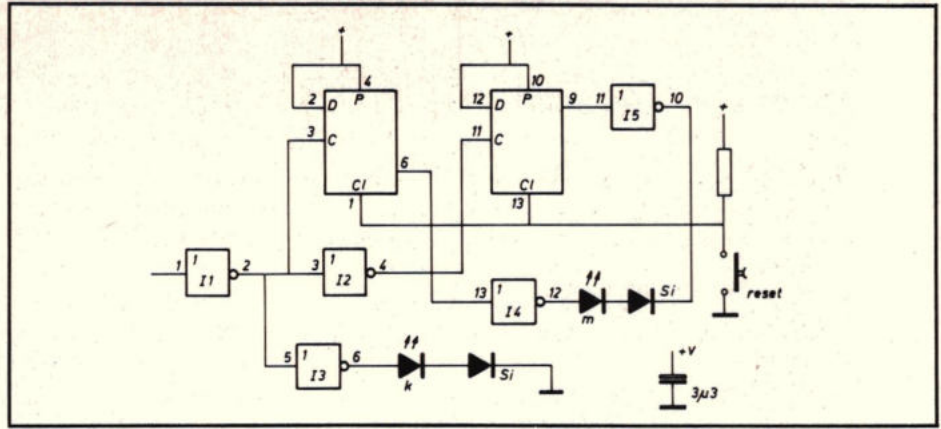 + +
4 10
2 D P 12 D P 9 11 1 10
I5 +
3 C 11 C
6
Cl Cl
1 13
1 1 2 3 1 4
I1 I2 13 1 12 Si
I4 m reset
5 1 6 +V
I3 k Si 3µ3